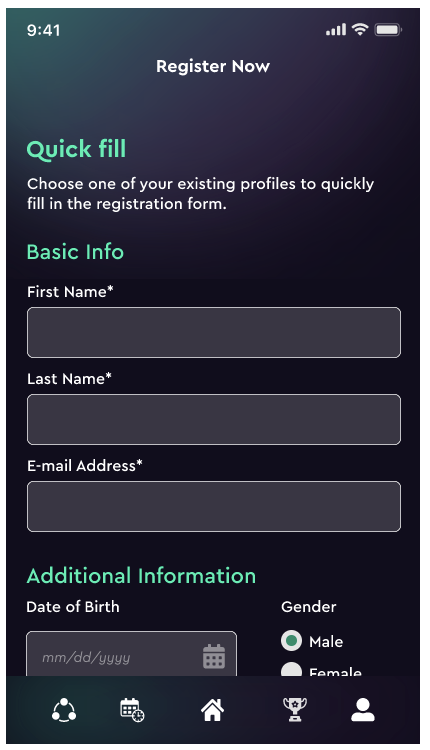 9:41
Register Now
Quick fill
Choose one of your existing profiles to quickly
fill in the registration form.
Basic Info
First Name*
Last Name*
E-mail Address*
Additional Information
Date of Birth
Gender
mm/dd/yyyy
Male
Female